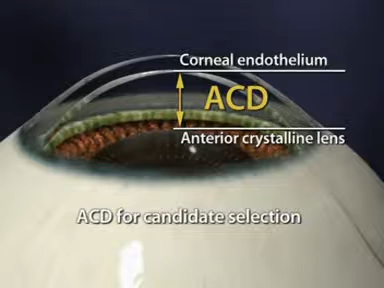 Corneal endothelium
ACD
Anterior crystalline lens
ACD for candidate selection